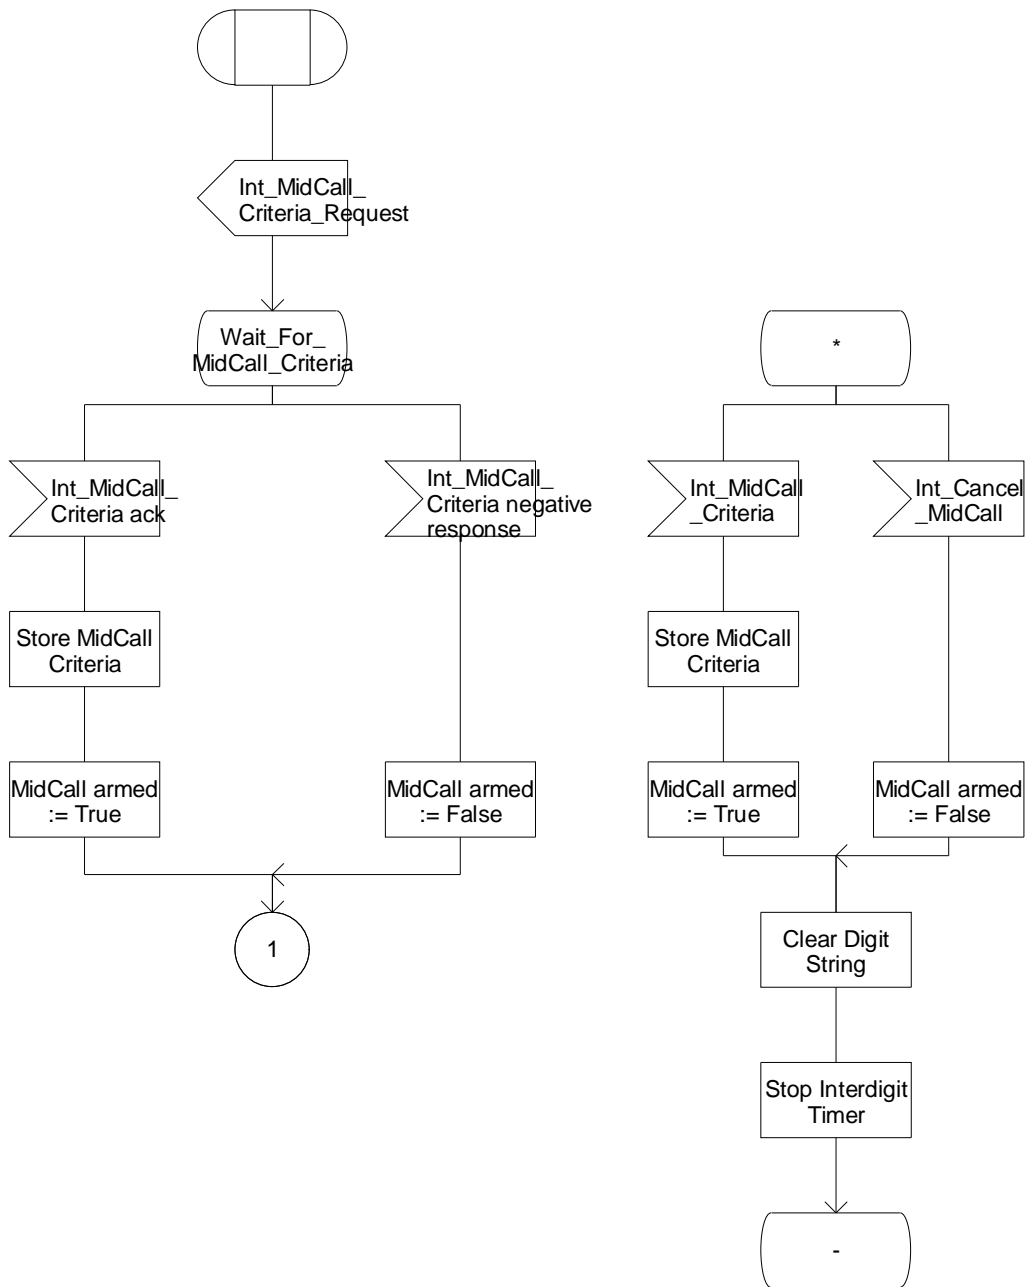 Int_MidCall_
Criteria_Request
Wait_For_
MidCall_Criteria
Int_MidCall_
Criteria ack
Int_MidCall_
Criteria negative
response
Store MidCall
Criteria
MidCall armed
:= True
MidCall armed
:= False
1
*
Int_MidCall
_Criteria
Int_Cancel
_MidCall
Store MidCall
Criteria
MidCall armed
:= True
MidCall armed
:= False
Clear Digit
String
Stop Interdigit
Timer
-